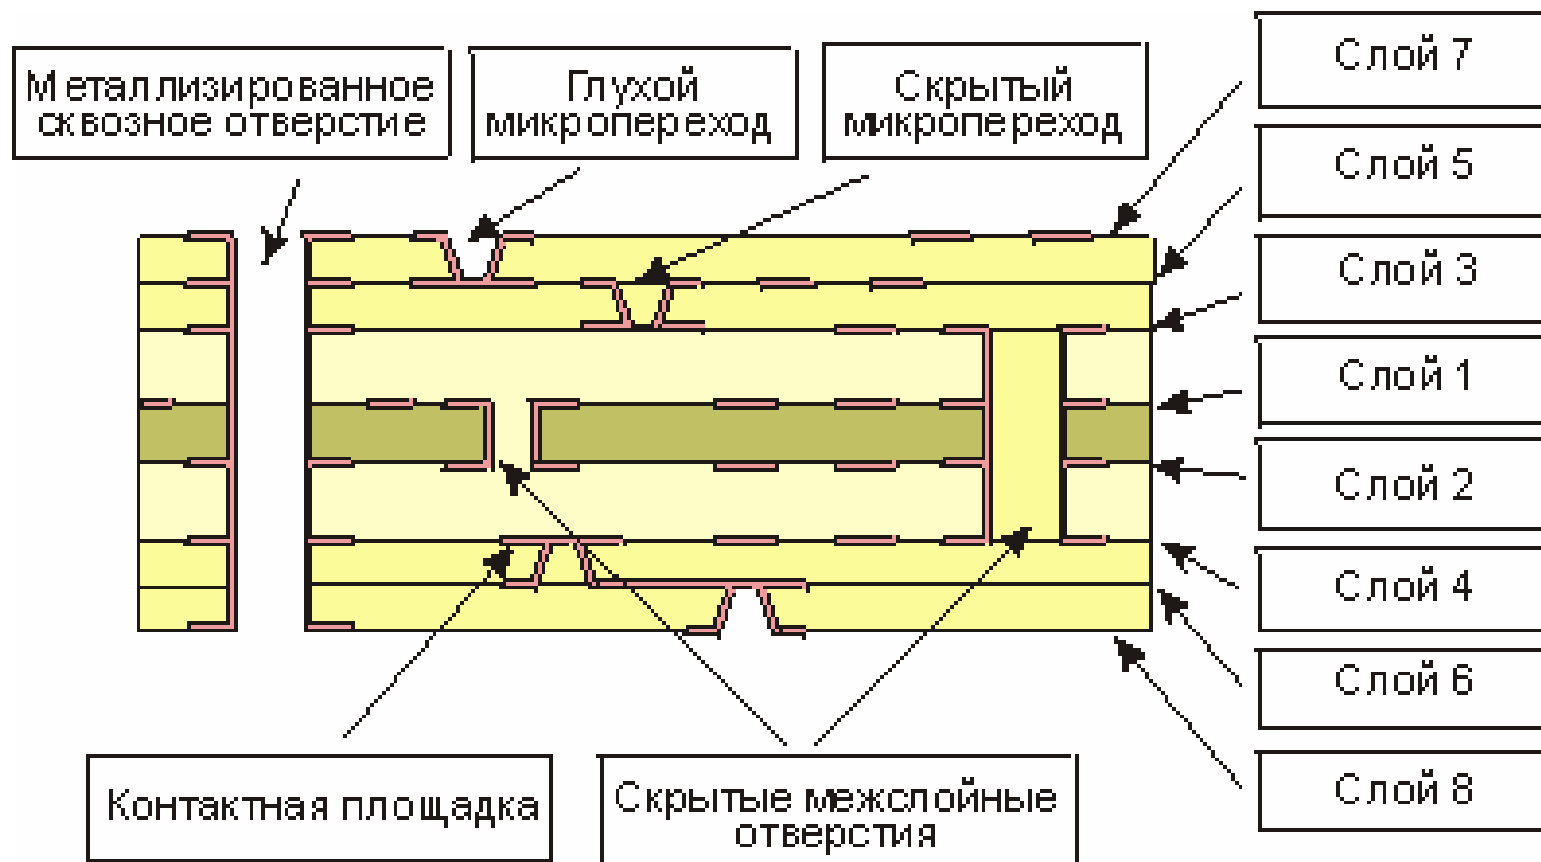 Металлизированное
сквозное отверстие
Глухой
микропереход
Скрытый
микропереход
Слой 7
Слой 5
Слой 3
Слой 1
Слой 2
Слой 4
Слой 6
Слой 8
Контактная площадка
Скрытые межслойные
отверстия